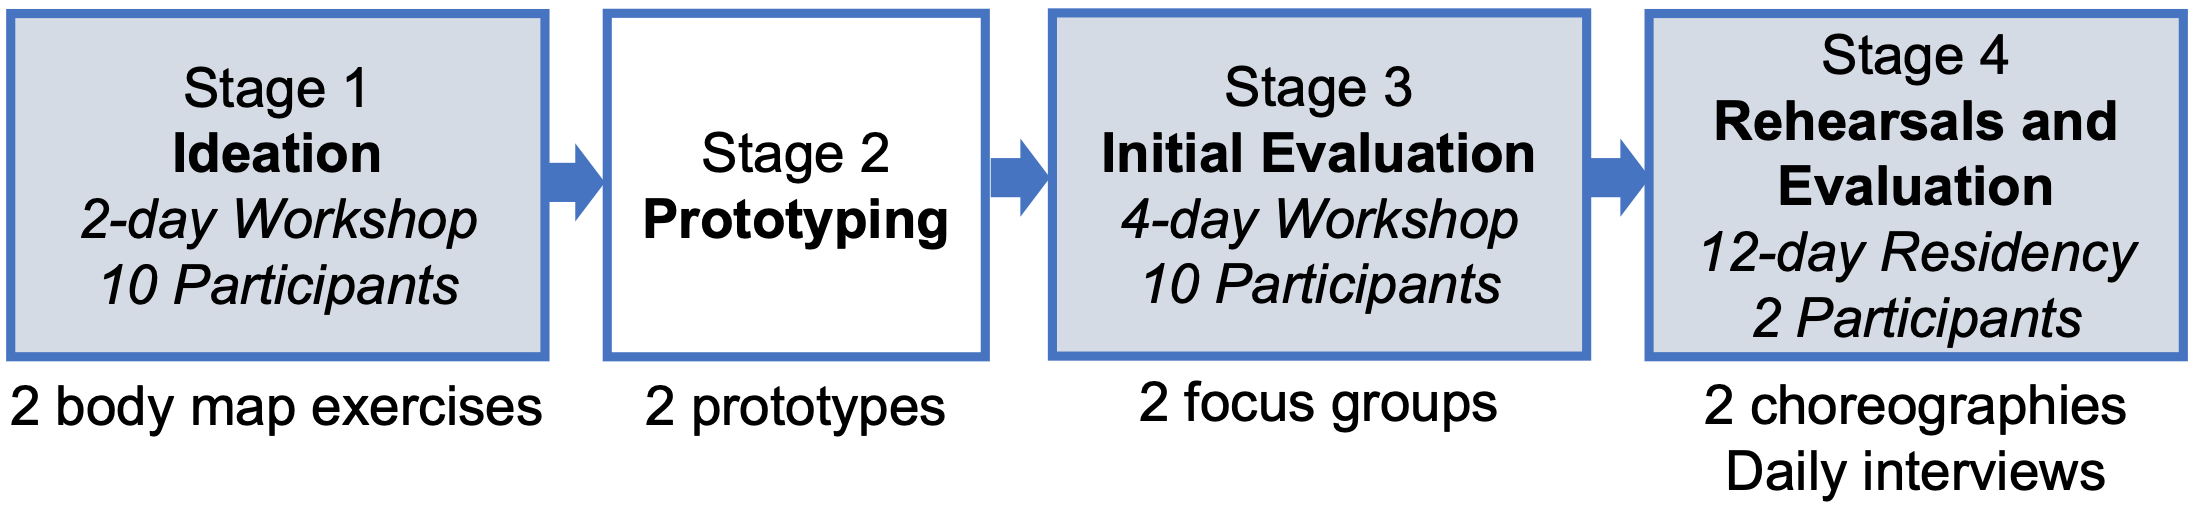 Stage 1
Ideation
2-day Workshop
10 Participants
2 body map exercises
Stage 2
Prototyping
2 prototypes
Stage 3
Initial Evaluation
4-day Workshop
10 Participants
2 focus groups
Stage 4
Rehearsals and
Evaluation
12-day Residency
2 Participants
2 choreographies
Daily interviews